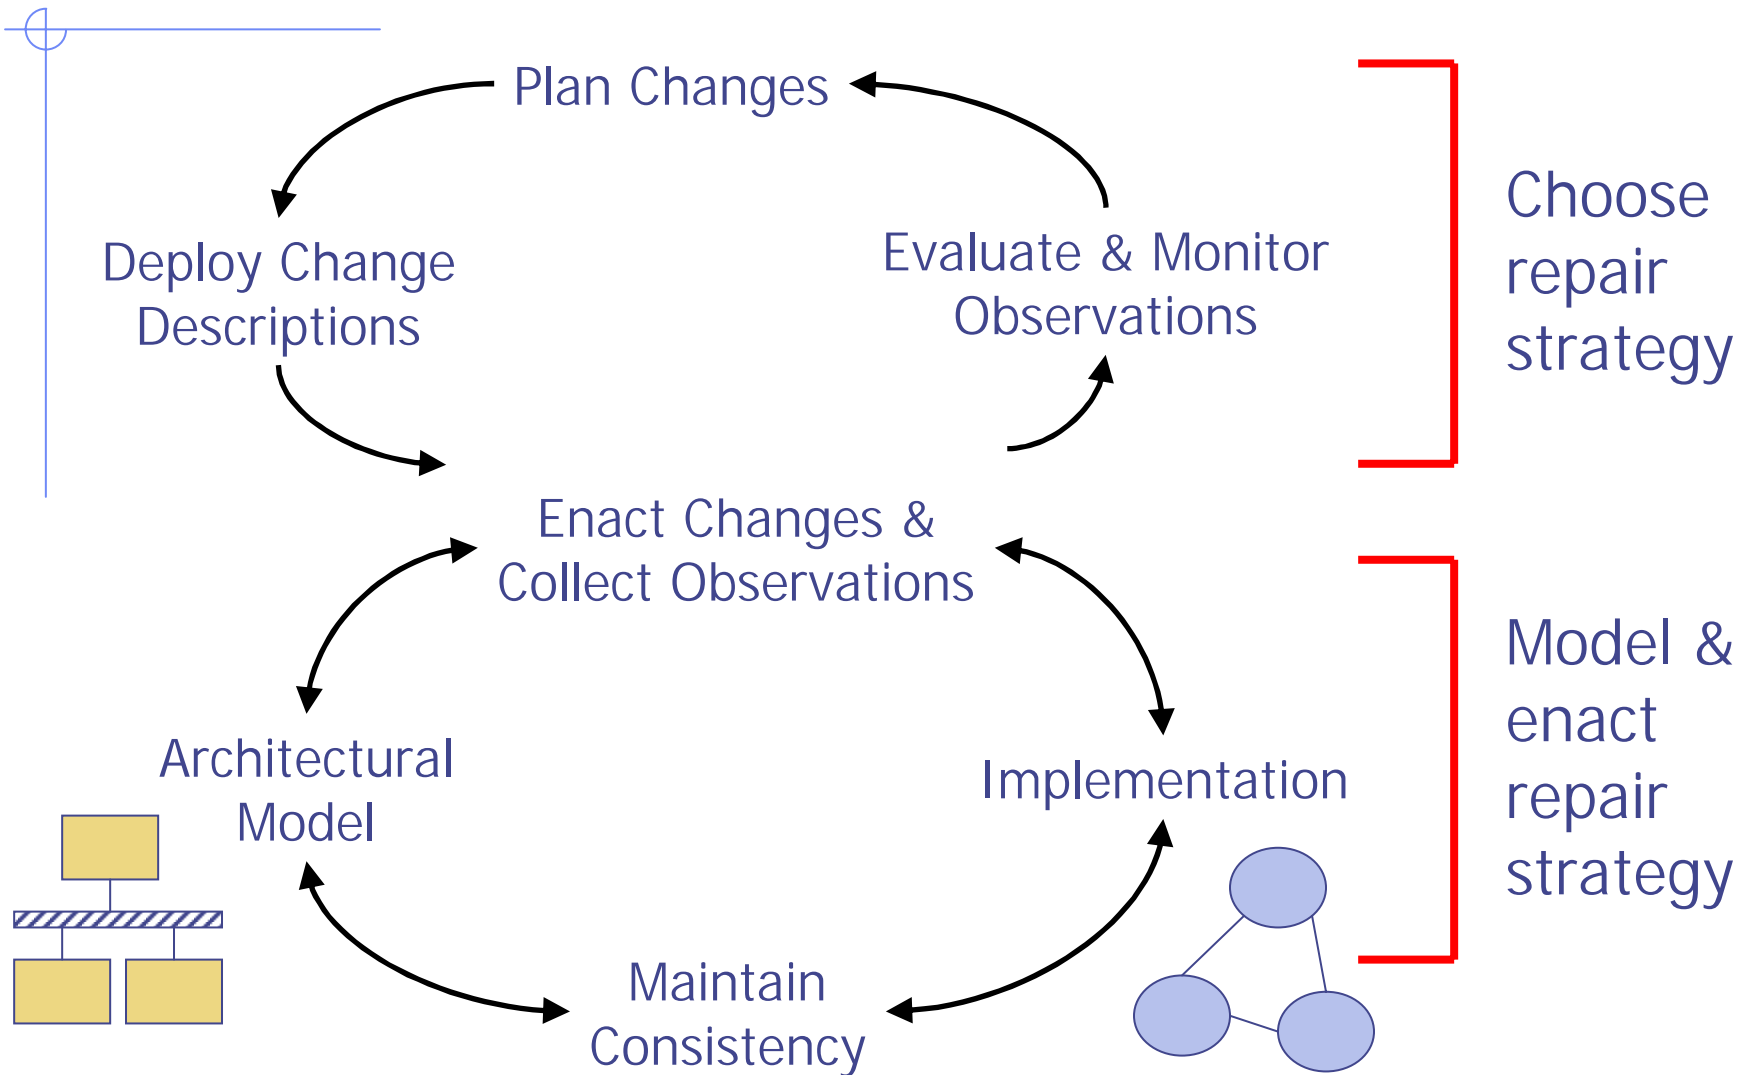 Plan Changes
Deploy Change
Descriptions
Evaluate & Monitor
Observations
Choose
repair
strategy
Enact Changes &
Collect Observations
Architectural
Model
Implementation
Model &
enact
repair
strategy
Maintain
Consistency